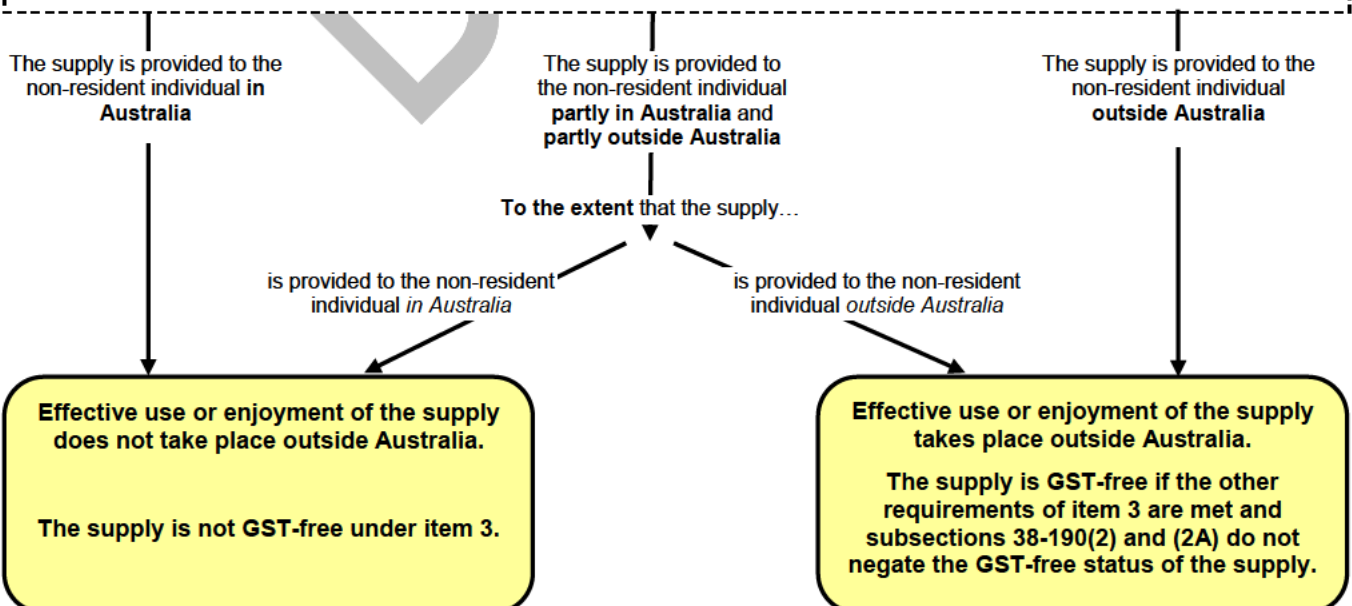 The supply is provided to the
non-resident individual in
Australia
The supply is provided to
the non-resident individual
partly in Australia and
partly outside Australia
The supply is provided to the
non-resident individual
outside Australia
To the extent that the supply…
is provided to the non-resident
individual in Australia
is provided to the non-resident
individual outside Australia
Effective use or enjoyment of the supply
does not take place outside Australia.
The supply is not GST-free under item 3.
Effective use or enjoyment of the supply
takes place outside Australia.
The supply is GST-free if the other
requirements of item 3 are met and
subsections 38-190(2) and (2A) do not
negate the GST-free status of the supply.